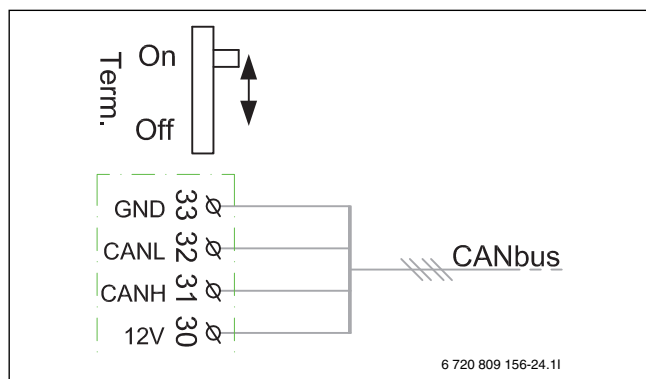 Term.
On
Off
GND 33
CANL 32
CANH 31
12V 30
CANbus
6 720 809 156-24.1I